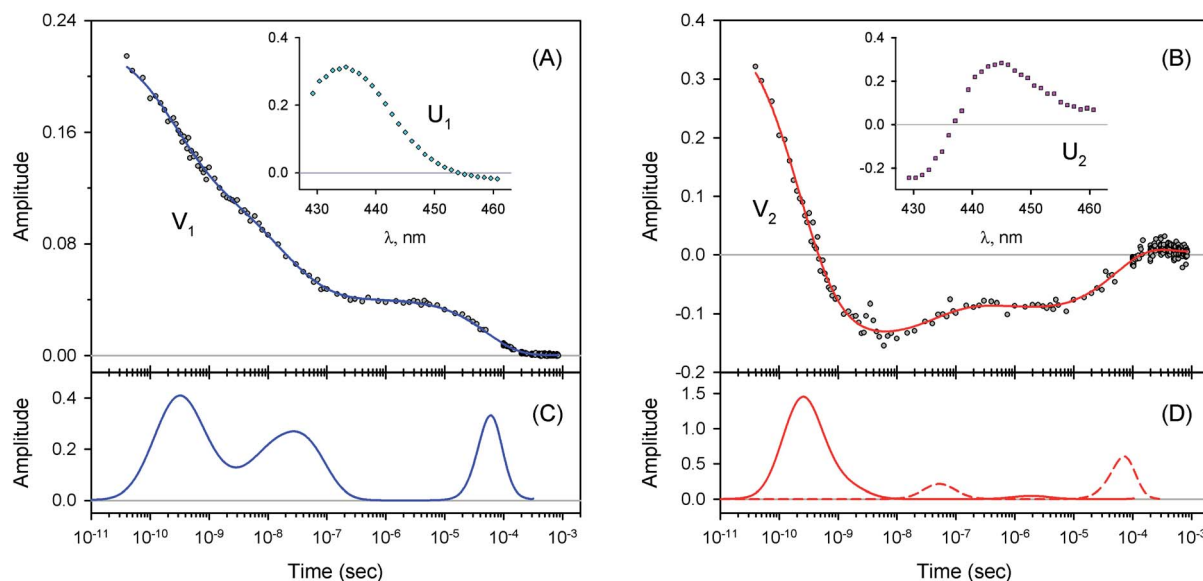 (A)
0.24
0.16
0.08
0.00
Amplitude
V1
0.4
0.2
0.0
U1
430 440 450 460
λ, nm
(C)
0.4
0.2
0.0
Amplitude
10-11 10-10 10-9 10-8 10-7 10-6 10-5 10-4 10-3
Time (sec)
(B)
0.4
0.3
0.2
0.1
0.0
-0.1
-0.2
Amplitude
V2
0.4
0.2
0.0
-0.2
U2
430 440 450 460
λ, nm
(D)
1.5
1.0
0.5
0.0
Amplitude
10-11 10-10 10-9 10-8 10-7 10-6 10-5 10-4 10-3
Time (sec)